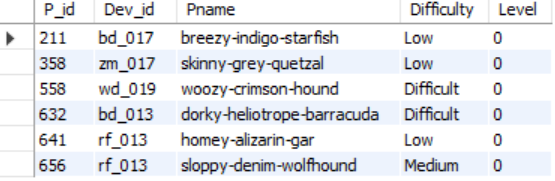 P_id Dev_id Pname Difficulty Level
211 bd_017 breezy-indigo-starfish Low 0
358 zm_017 skinny-grey-quetzal Low 0
558 wd_019 woozy-crimson-hound Difficult 0
632 bd_013 dorky-heliotrope-barracuda Difficult 0
641 rf_013 homey-alizarin-gar Low 0
656 rf_013 sloppy-denim-wolfhound Medium 0